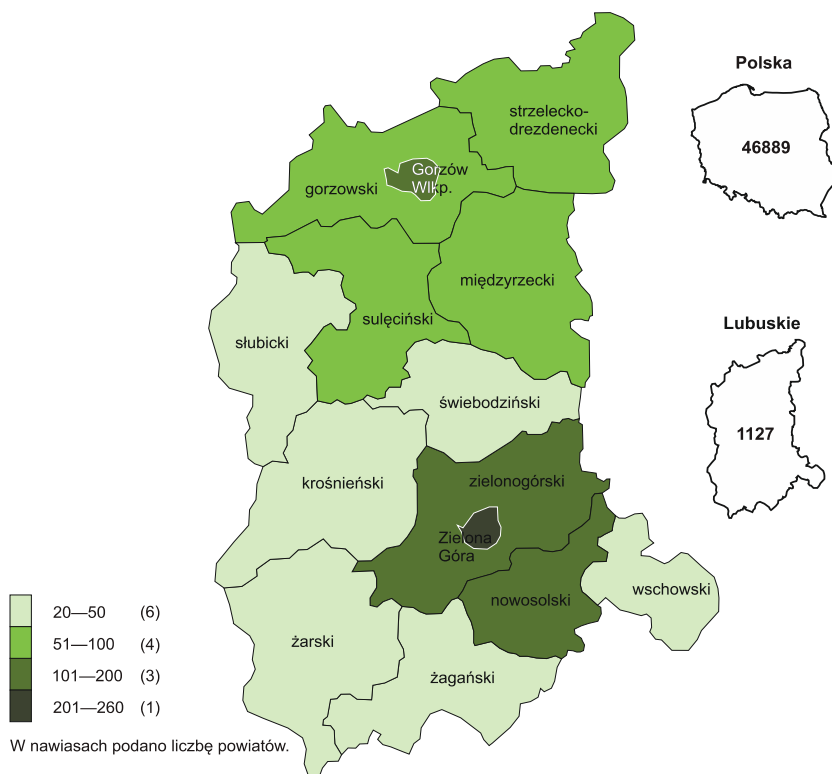 Polska
46889
strzelecko-
drezdenecki
Gorzów
Wlkp.
gorzowski
międzyrzecki
sulęciński
słubicki
Lubuskie
1127
świebodziński
krośnieński
zielonogórski
Zielona
Góra
nowosolski
wschowski
żarski
żagański
20—50 (6)
51—100 (4)
101—200 (3)
201—260 (1)
W nawiasach podano liczbę powiatów.